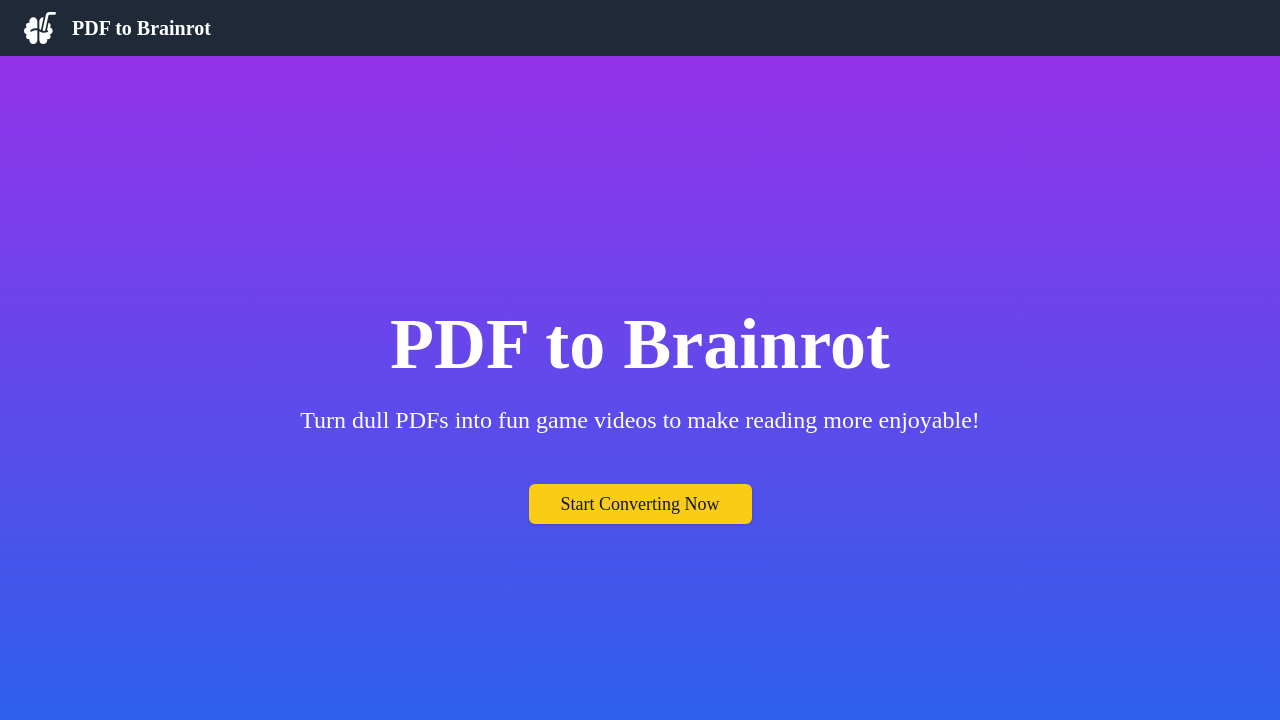 PDF to Brainrot
PDF to Brainrot
Turn dull PDFs into fun game videos to make reading more enjoyable!
Start Converting Now